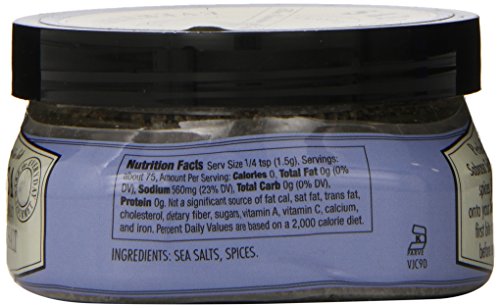 Nutrition Facts Serv Size 1/4 tsp (1.5g), Servings:
about 75, Amount Per Serving: Calories 0, Total Fat 0g (0%
DV), Sodium 560mg (23% DV), Total Carb 0g (0% DV),
Protein 0g. Not a significant source of fat cal, sat fat, trans fat,
cholesterol, dietary fiber, sugar, vitamin A, vitamin C, calcium,
and iron. Percent Daily Values are based on a 2,000 calorie diet.
INGREDIENTS: SEA SALTS, SPICES.
K
PAREVE
VJC9D